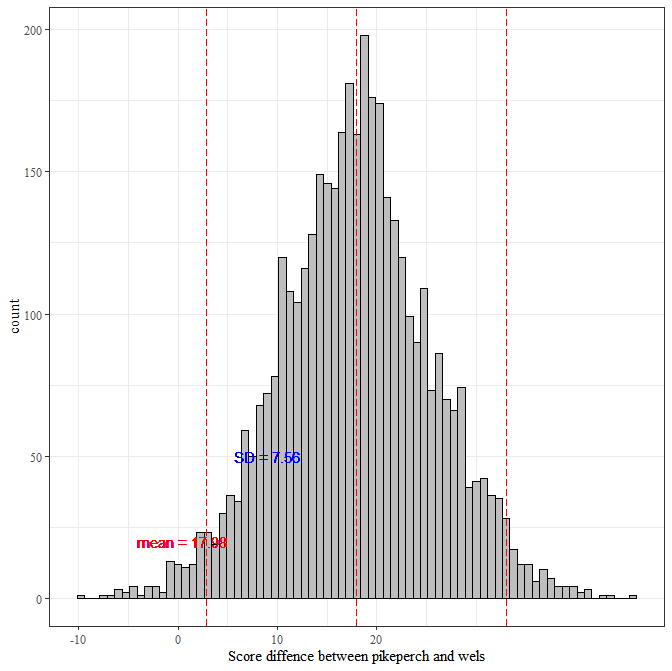 200
150
100
50
0
count
SD = 7.56
mean = 17.98
-10 0 10 20
Score diffence between pikeperch and wels